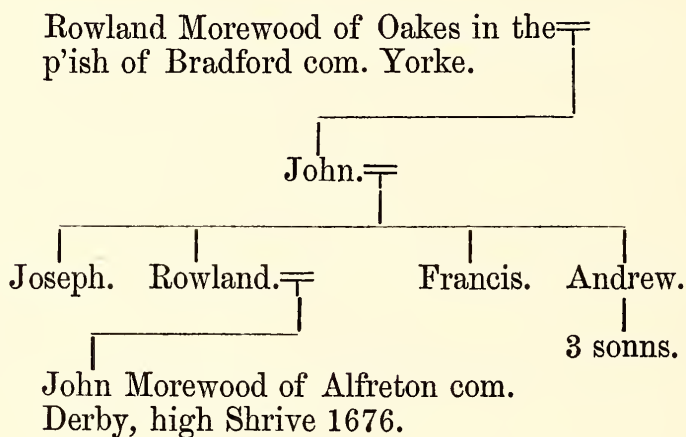 Rowland Morewood of Oakes in the
p'ish of Bradford com. Yorke.
John.
Joseph. Rowland. Francis. Andrew.
3 sonns.
John Morewood of Alfreton com.
Derby, high Shrive 1676.